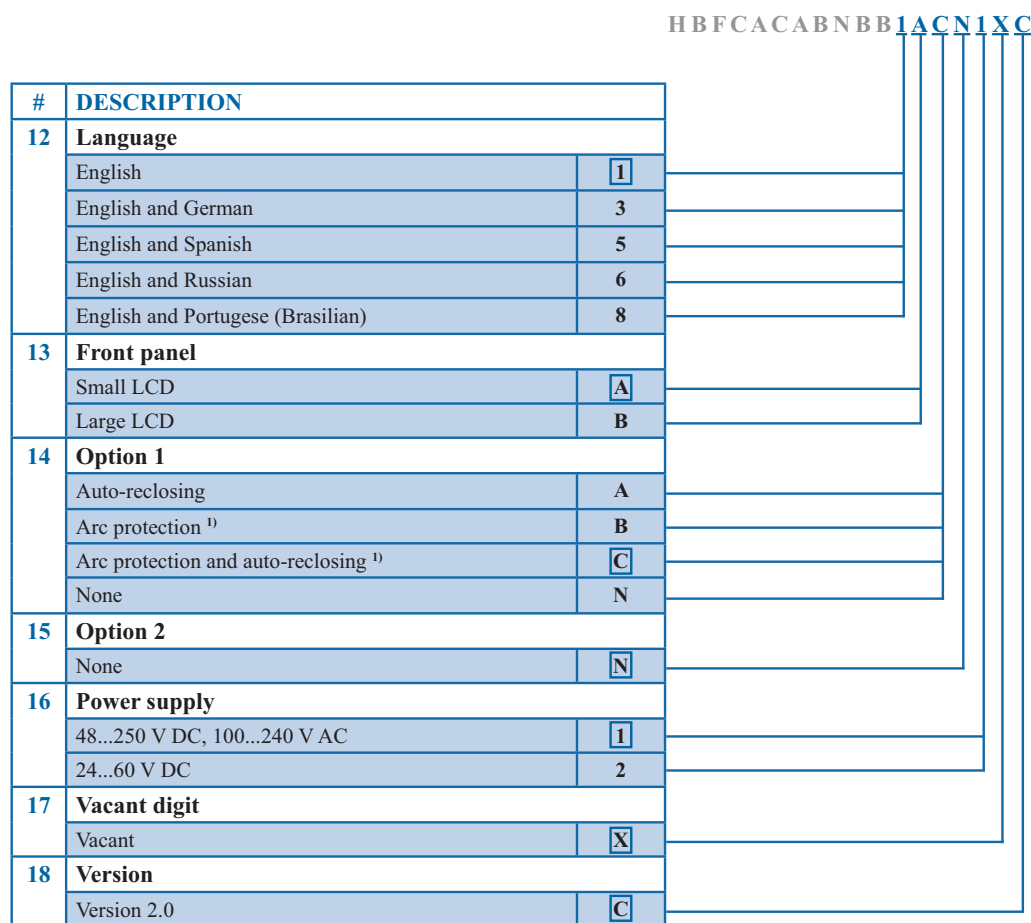 HBFCACABNBB1ACN1XC
# DESCRIPTION
12 Language
English 1
English and German 3
English and Spanish 5
English and Russian 6
English and Portugese (Brasilian) 8
13 Front panel
Small LCD A
Large LCD B
14 Option 1
Auto-reclosing A
Arc protection 1) B
Arc protection and auto-reclosing 1) C
None N
15 Option 2
None N
16 Power supply
48...250 V DC, 100...240 V AC 1
24...60 V DC 2
17 Vacant digit
Vacant X
18 Version
Version 2.0 C